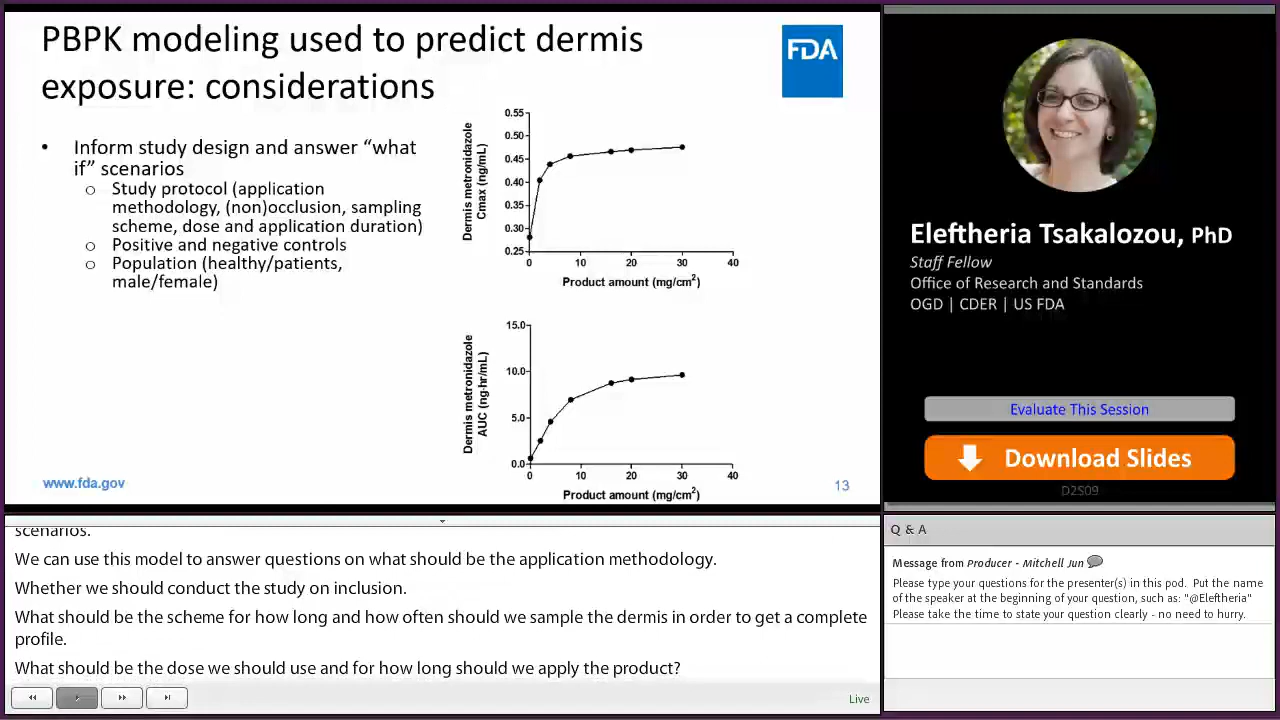 PBPK modeling used to predict dermis
exposure: considerations
FDA
• Inform study design and answer “what
if” scenarios
o Study protocol (application
methodology, (non)occlusion, sampling
scheme, dose and application duration)
o Positive and negative controls
o Population (healthy/patients,
male/female)
Dermis metronidazole
Cmax (ng/mL)
0.55
0.50
0.45
0.40
0.35
0.30
0.25
0 10 20 30 40
Product amount (mg/cm²)
Dermis metronidazole
AUC (ng·hr/mL)
15.0
10.0
5.0
0.0
0 10 20 30 40
Product amount (mg/cm²)
www.fda.gov
13
Eleftheria Tsakalozou, PhD
Staff Fellow
Office of Research and Standards
OGD | CDER | US FDA
Evaluate This Session
Download Slides
D2S09
scenarios.
We can use this model to answer questions on what should be the application methodology.
Whether we should conduct the study on inclusion.
What should be the scheme for how long and how often should we sample the dermis in order to get a complete
profile.
What should be the dose we should use and for how long should we apply the product?
Live
Q & A
Message from Producer - Mitchell Jun
Please type your questions for the presenter(s) in this pod. Put the name
of the speaker at the beginning of your question, such as: "@Eleftheria"
Please take the time to state your question clearly - no need to hurry.